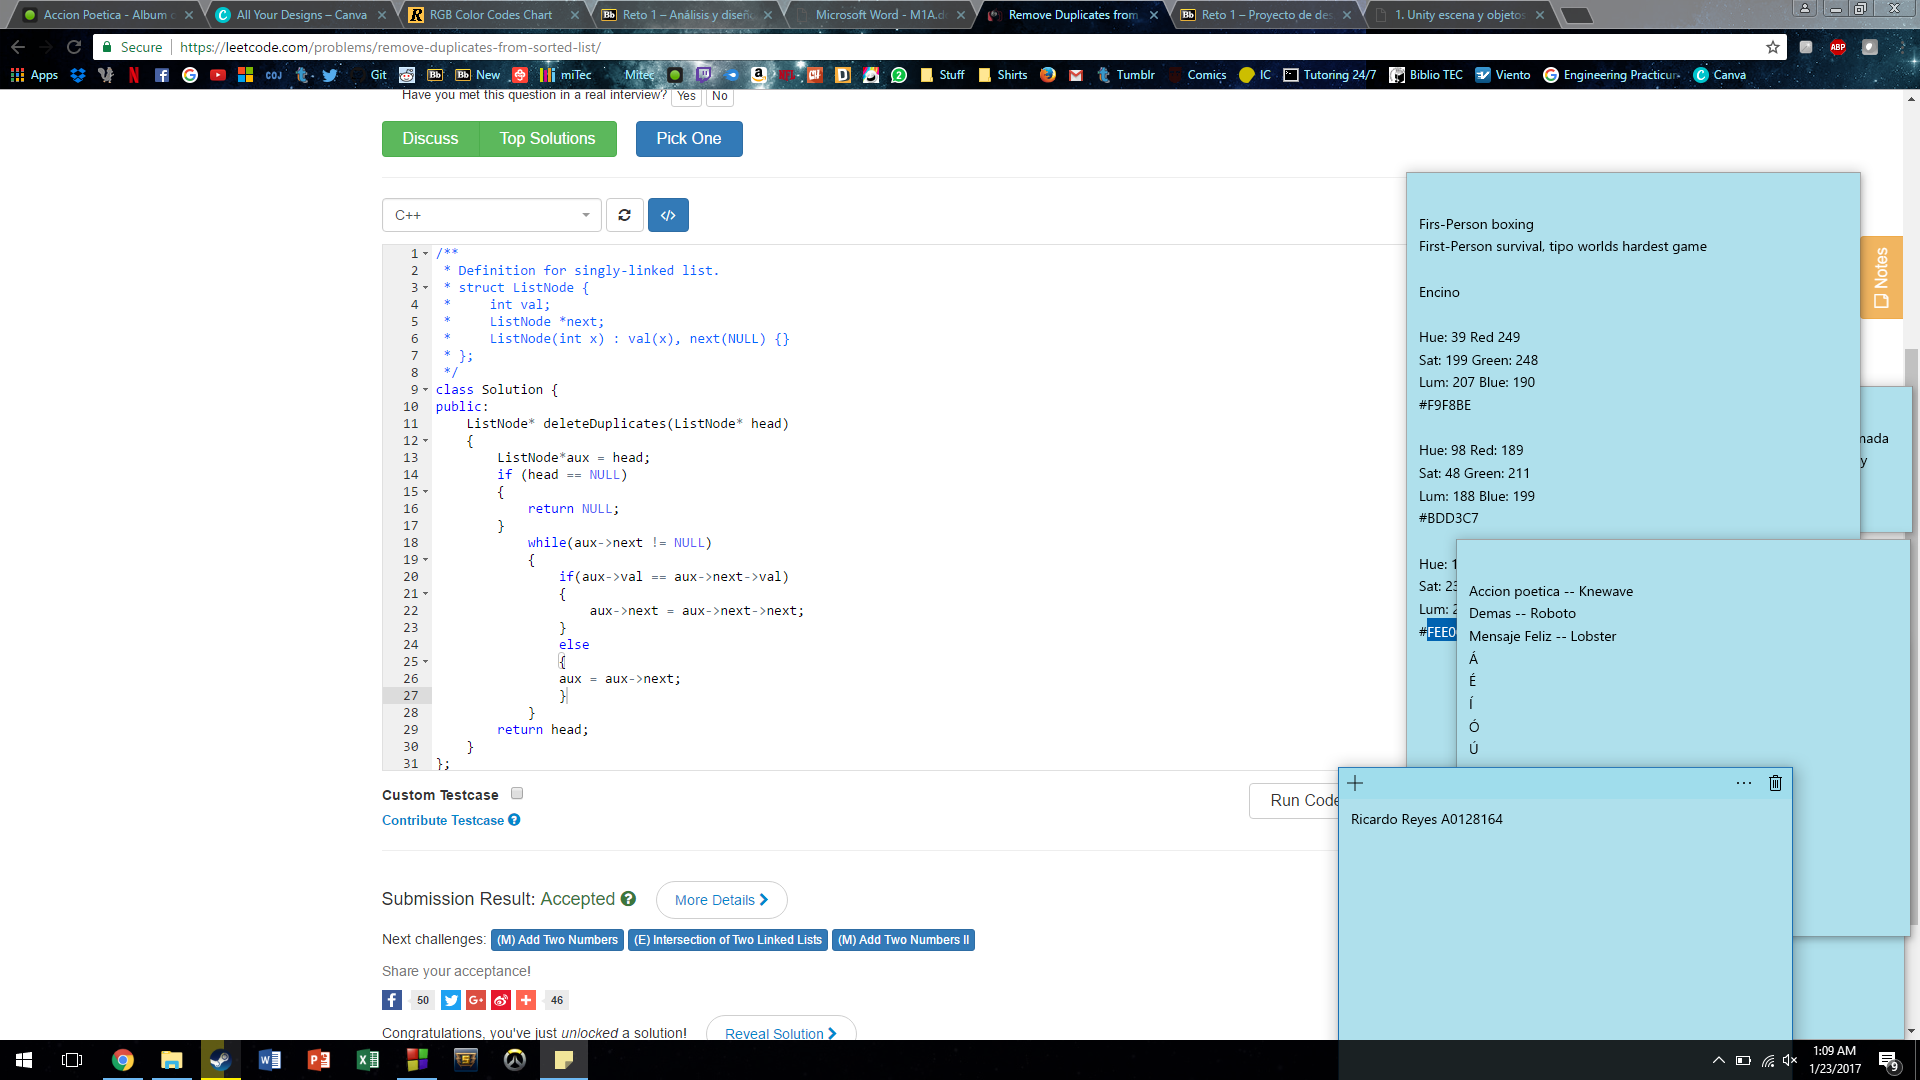 Accion Poetica - Album
All Your Designs – Canva
RGB Color Codes Chart
Reto 1 – Análisis y diseñ
Microsoft Word - M1A.d
Remove Duplicates from
Reto 1 – Proyecto de des
1. Unity escena y objetos
Secure https://leetcode.com/problems/remove-duplicates-from-sorted-list/
ABP
Apps COJ Git Bb Bb New miTec Mitec Stuff Shirts Tumblr Comics IC Tutoring 24/7 Biblio TEC Viento Engineering Practicur Canva
Have you met this question in a real interview? Yes No
Discuss Top Solutions Pick One
C++
1 /**
2 * Definition for singly-linked list.
3 * struct ListNode {
4 *     int val;
5 *     ListNode *next;
6 *     ListNode(int x) : val(x), next(NULL) {}
7 * };
8 */
9 class Solution {
10 public:
11     ListNode* deleteDuplicates(ListNode* head)
12     {
13         ListNode*aux = head;
14         if (head == NULL)
15         {
16             return NULL;
17         }
18             while(aux->next != NULL)
19             {
20                 if(aux->val == aux->next->val)
21                 {
22                     aux->next = aux->next->next;
23                 }
24                 else
25                 {
26                 aux = aux->next;
27                 }
28             }
29         return head;
30     }
31 };
Custom Testcase
Contribute Testcase
Run Code
Submission Result: Accepted More Details
Next challenges: (M) Add Two Numbers (E) Intersection of Two Linked Lists (M) Add Two Numbers II
Share your acceptance!
50 46
Congratulations, you've just unlocked a solution! Reveal Solution
Notes
Firs-Person boxing
First-Person survival, tipo worlds hardest game
Encino
Hue: 39 Red 249
Sat: 199 Green: 248
Lum: 207 Blue: 190
#F9F8BE
Hue: 98 Red: 189
Sat: 48 Green: 211
Lum: 188 Blue: 199
#BDD3C7
Hue: 1
Sat: 23
Lum: 2
#FEE0
mada
y
Accion poetica -- Knewave
Demas -- Roboto
Mensaje Feliz -- Lobster
Á
É
Í
Ó
Ú
Ricardo Reyes A0128164
1:09 AM
1/23/2017
9